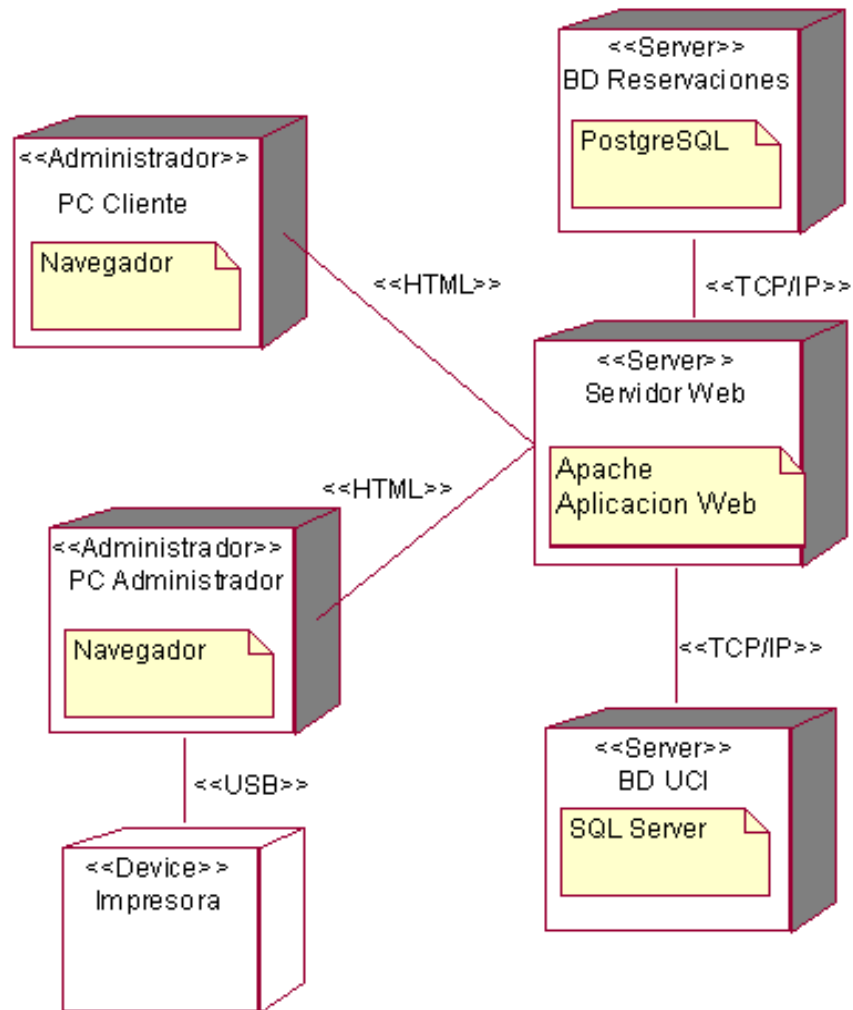 <<Server>>
BD Reservaciones
PostgreSQL
<<Administrador>>
PC Cliente
Navegador
<<HTML>>
<<TCP/IP>>
<<Server>>
Servidor Web
Apache
Aplicacion Web
<<HTML>>
<<Administrador>>
PC Administrador
Navegador
<<TCP/IP>>
<<USB>>
<<Server>>
BD UCI
SQL Server
<<Device>>
Impresora